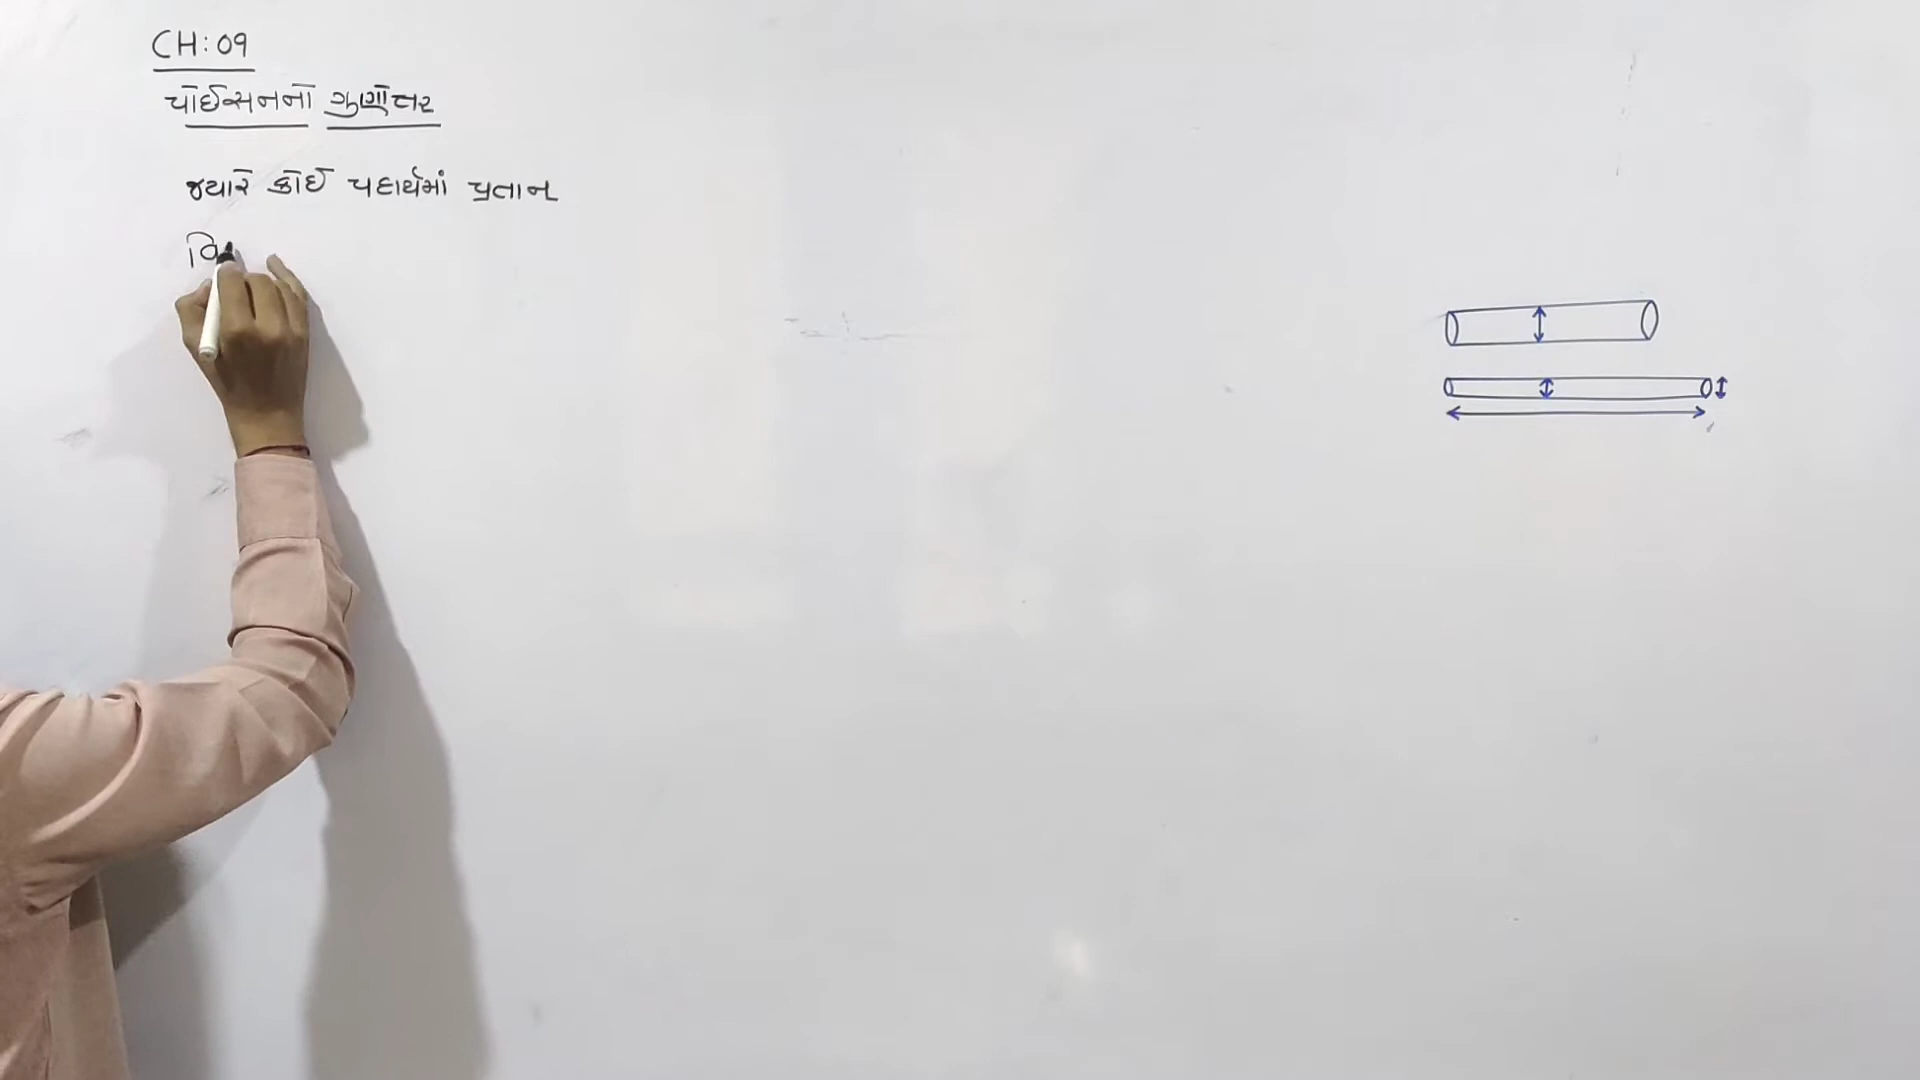 CH: 09
પોઈસનનો ગુણોત્તર
જ્યારે કોઈ પદાર્થમાં પ્રતાન
વિ